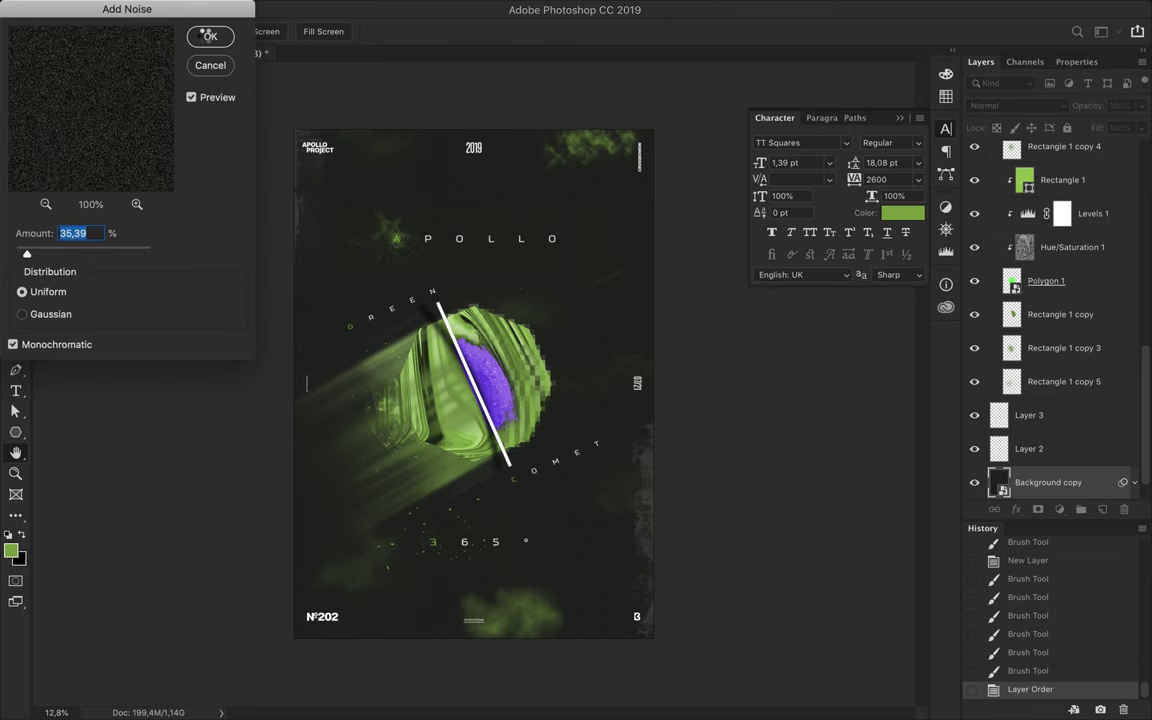 Add Noise
Adobe Photoshop CC 2019
OK
Screen
Fill Screen
Cancel
Preview
100%
Amount: 35,39 %
Distribution
Uniform
Gaussian
Monochromatic
APOLLO
PROJECT
2019
A P O L L O
G R E E N
07/21
C O M E T
3 6 5 °
Nº202
Character
Paragra
Paths
TT Squares
Regular
1,39 pt
18,08 pt
2600
100%
100%
0 pt
Color:
English: UK
Sharp
Layers
Channels
Properties
Kind
Normal
Opacity: 100%
Lock:
Fill: 100%
Rectangle 1 copy 4
Rectangle 1
Levels 1
Hue/Saturation 1
Polygon 1
Rectangle 1 copy
Rectangle 1 copy 3
Rectangle 1 copy 5
Layer 3
Layer 2
Background copy
History
Brush Tool
New Layer
Brush Tool
Brush Tool
Brush Tool
Brush Tool
Brush Tool
Brush Tool
Layer Order
12,8%
Doc: 199,4M/1,14G